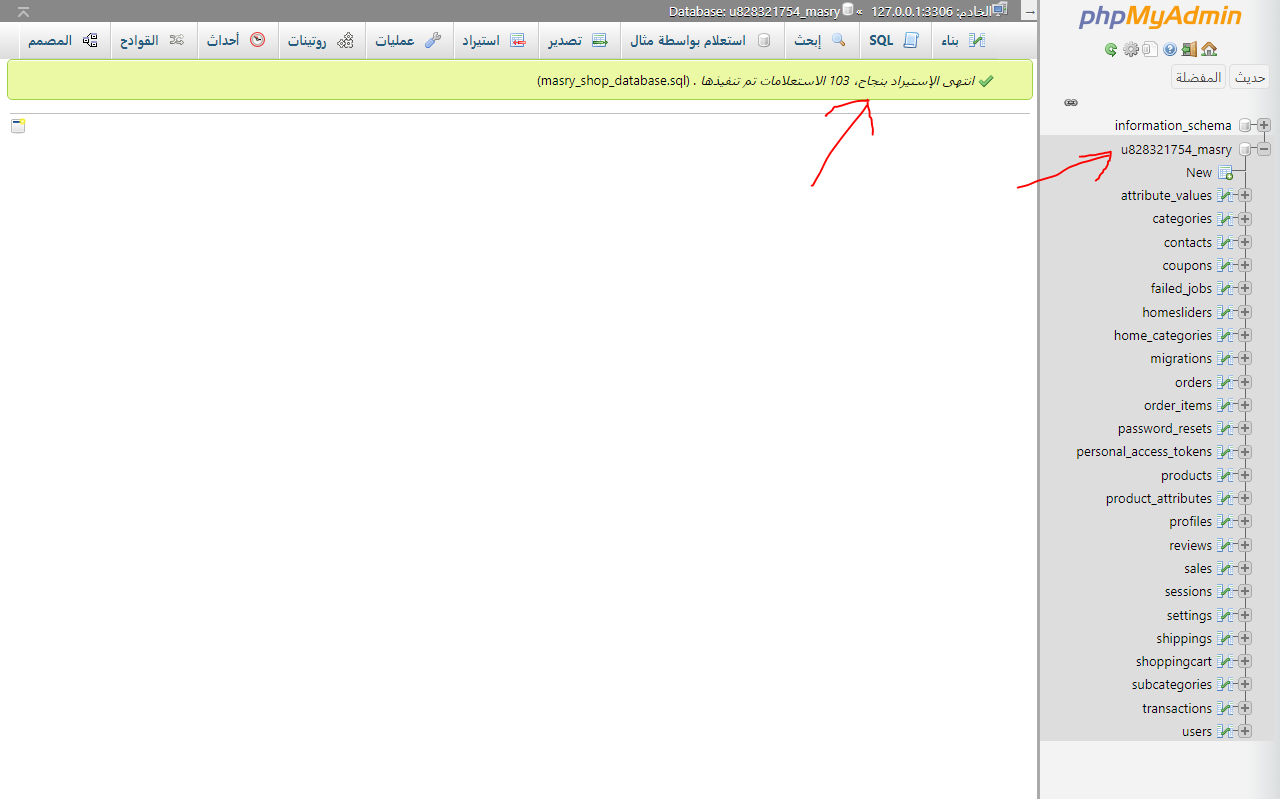 phpMyAdmin
حديث
المفضلة
information_schema
u828321754_masry
New
attribute_values
categories
contacts
coupons
failed_jobs
homesliders
home_categories
migrations
orders
order_items
password_resets
personal_access_tokens
products
product_attributes
profiles
reviews
sales
sessions
settings
shippings
shoppingcart
subcategories
transactions
users
الخادم: 127.0.0.1:3306 » Database: u828321754_masry
بناء
SQL
إبحث
استعلام بواسطة مثال
تصدير
استيراد
عمليات
روتينات
أحداث
القوادح
المصمم
انتهى الإستيراد بنجاح، 103 الاستعلامات تم تنفيذها . (masry_shop_database.sql)